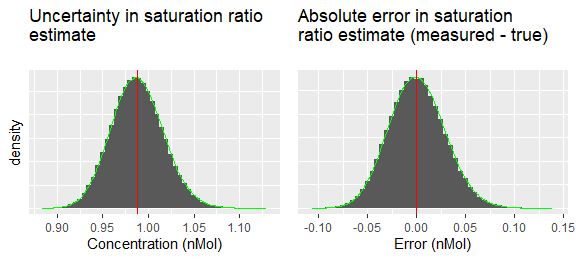 Uncertainty in saturation ratio
estimate
density
0.90 0.95 1.00 1.05 1.10
Concentration (nMol)
Absolute error in saturation
ratio estimate (measured - true)
-0.10 -0.05 0.00 0.05 0.10 0.15
Error (nMol)